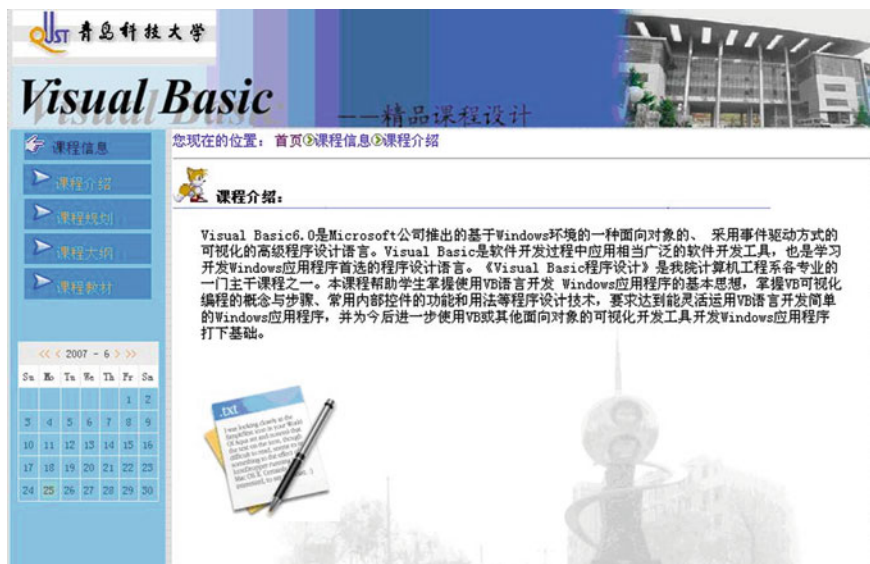 QUST 青岛科技大学
Visual Basic
——精品课程设计
课程信息
课程介绍
课程规划
课程大纲
课程教材
<< < 2007 - 6 > >>
Su Mo Tu We Th Fr Sa
1 2
3 4 5 6 7 8 9
10 11 12 13 14 15 16
17 18 19 20 21 22 23
24 25 26 27 28 29 30
您现在的位置：首页课程信息课程介绍
课程介绍：
Visual Basic6.0是Microsoft公司推出的基于Windows环境的一种面向对象的、 采用事件驱动方式的
可视化的高级程序设计语言。Visual Basic是软件开发过程中应用相当广泛的软件开发工具，也是学习
开发Windows应用程序首选的程序设计语言。《Visual Basic程序设计》是我院计算机工程系各专业的
一门主干课程之一。本课程帮助学生掌握使用VB语言开发 Windows应用程序的基本思想，掌握VB可视化
编程的概念与步骤、常用内部控件的功能和用法等程序设计技术，要求达到能灵活运用VB语言开发简单
的Windows应用程序，并为今后进一步使用VB或其他面向对象的可视化开发工具开发Windows应用程序
打下基础。
.txt